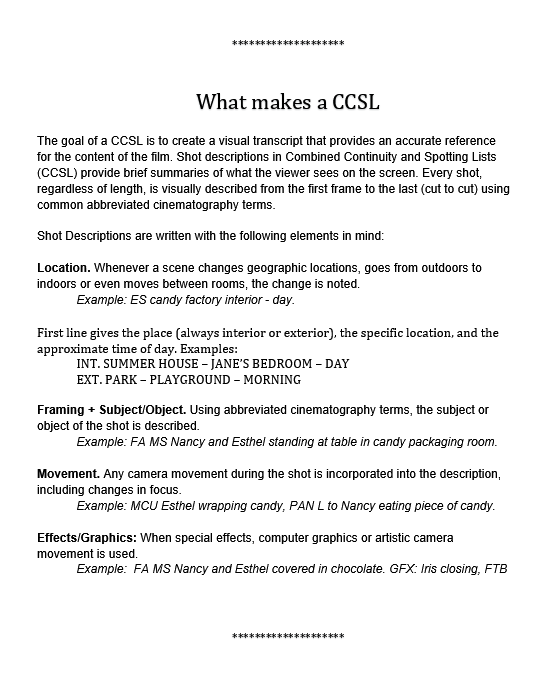 ********************
What makes a CCSL
The goal of a CCSL is to create a visual transcript that provides an accurate reference
for the content of the film. Shot descriptions in Combined Continuity and Spotting Lists
(CCSL) provide brief summaries of what the viewer sees on the screen. Every shot,
regardless of length, is visually described from the first frame to the last (cut to cut) using
common abbreviated cinematography terms.
Shot Descriptions are written with the following elements in mind:
Location. Whenever a scene changes geographic locations, goes from outdoors to
indoors or even moves between rooms, the change is noted.
Example: ES candy factory interior - day.
First line gives the place (always interior or exterior), the specific location, and the
approximate time of day. Examples:
INT. SUMMER HOUSE – JANE'S BEDROOM – DAY
EXT. PARK – PLAYGROUND – MORNING
Framing + Subject/Object. Using abbreviated cinematography terms, the subject or
object of the shot is described.
Example: FA MS Nancy and Esthel standing at table in candy packaging room.
Movement. Any camera movement during the shot is incorporated into the description,
including changes in focus.
Example: MCU Esthel wrapping candy, PAN L to Nancy eating piece of candy.
Effects/Graphics: When special effects, computer graphics or artistic camera
movement is used.
Example:  FA MS Nancy and Esthel covered in chocolate. GFX: Iris closing, FTB
********************